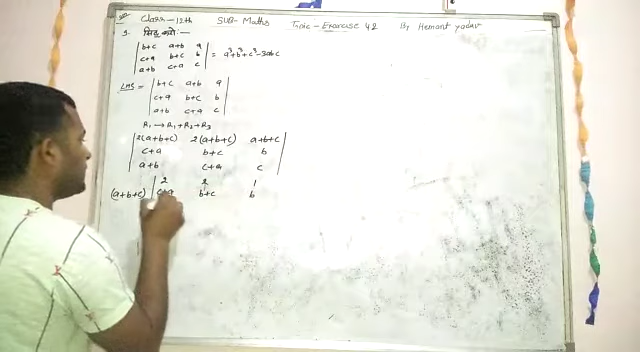 Class-12th Sub-Maths Topic-Exercise 4.2 By Hemant yadav
1. सिद्ध करो:-
| b+c a+b a |
| c+a b+c b | = a³+b³+c³-3abc
| a+b c+a c |
LHS = | b+c a+b a |
| c+a b+c b |
| a+b c+a c |
R₁→R₁+R₂+R₃
| 2(a+b+c) 2(a+b+c) a+b+c |
| c+a b+c b |
| a+b c+a c |
| 2 2 1
(a+b+c) | c+a b+c b